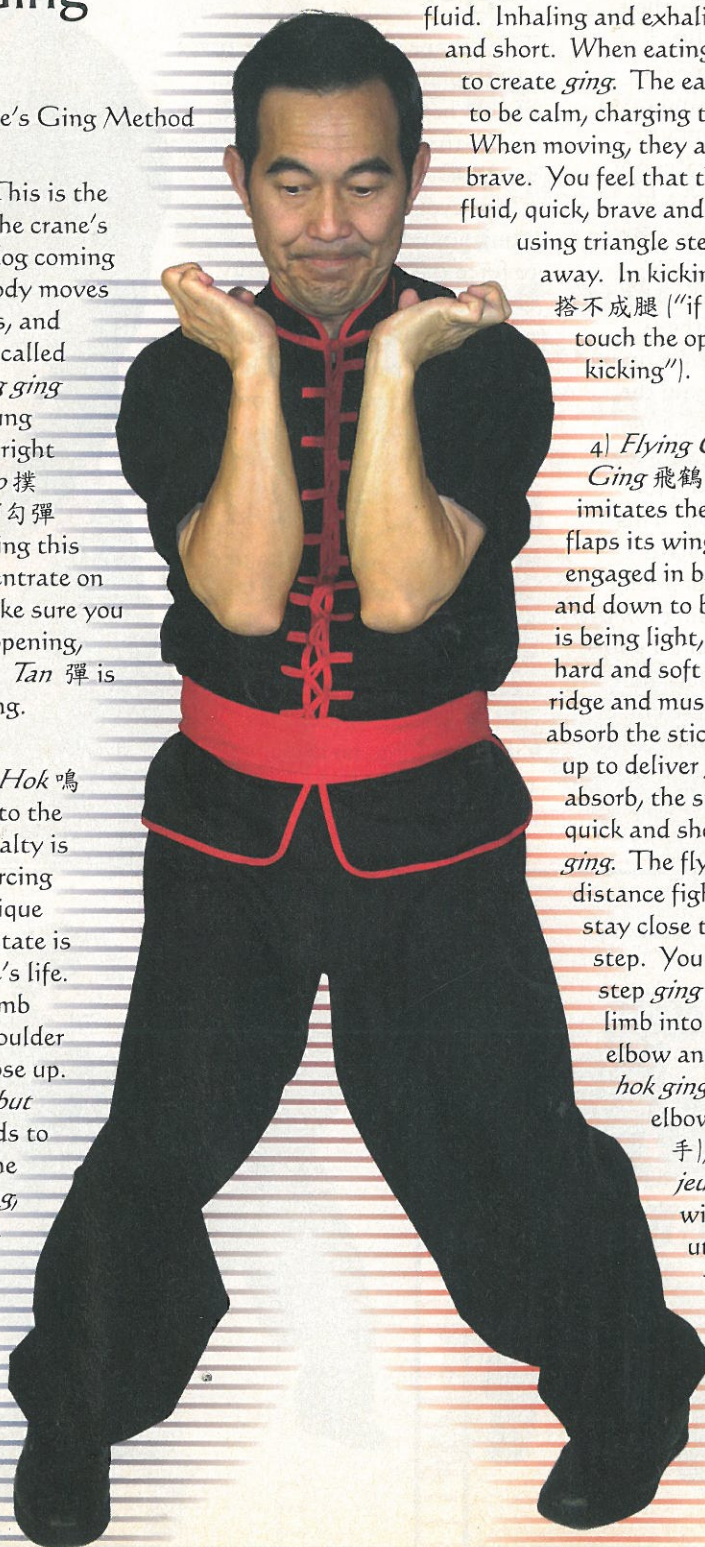 e's Ging Method
This is the
he crane's
og coming
ody moves
s, and
called
g ging
ung
right
p 撲
勾彈
ing this
entrate on
ke sure you
pening,
Tan 彈 is
ng.
Hok 鳴
to the
alty is
rcing
ique
tate is
's life.
mb
oulder
ose up.
but
ds to
ne
g,
fluid. Inhaling and exhali
and short. When eating
to create ging. The ea
to be calm, charging t
When moving, they a
brave. You feel that t
fluid, quick, brave and
using triangle ste
away. In kickin
搭不成腿 ("if
touch the op
kicking").
4) Flying C
Ging 飛鶴
imitates the
flaps its wing
engaged in b
and down to b
is being light,
hard and soft
ridge and mus
absorb the stic
up to deliver
absorb, the s
quick and sho
ging. The fly
distance figh
stay close t
step. You
step ging
limb into
elbow an
hok ging
elbow
手),
jeu
wi
ut